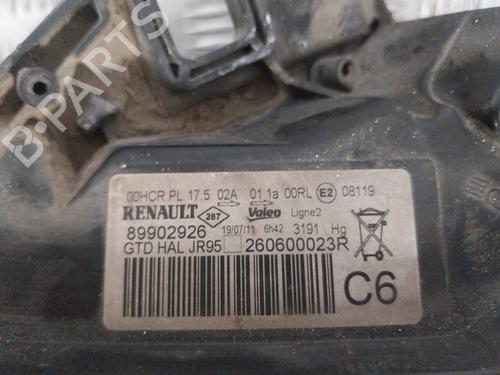 B-PARTS
00HCR PL 17.5 02A 01 1a 00RL E2 08119
RENAULT 287 Valeo Ligne2
89902926 19/07/11 6h42 3191 Hg
GTD HAL JR95 260600023R
C6